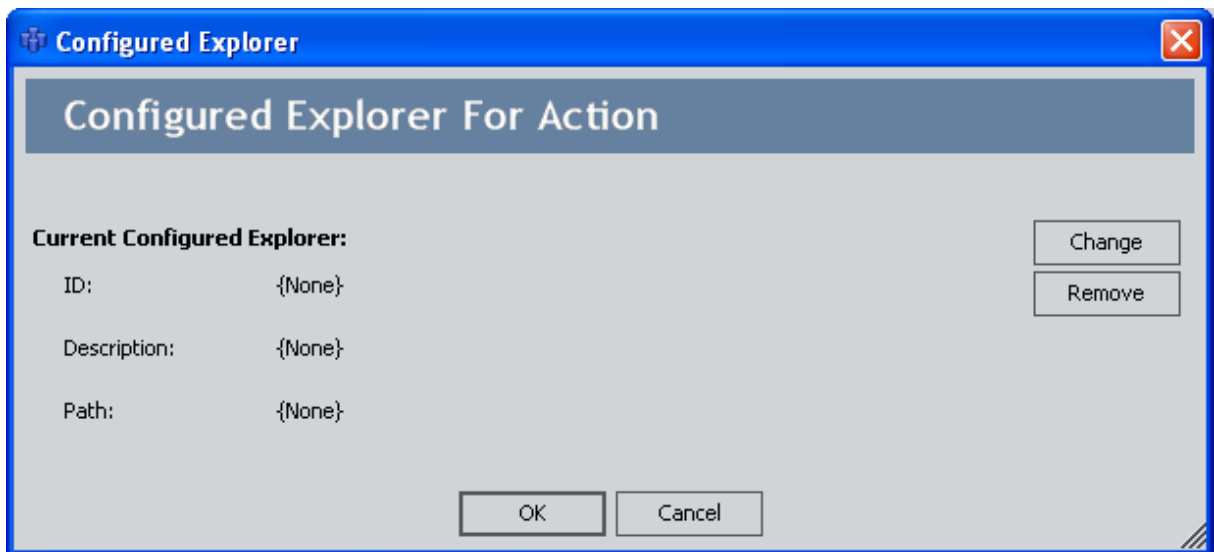 Configured Explorer
Configured Explorer For Action
Current Configured Explorer:
Change
ID: {None}
Remove
Description: {None}
Path: {None}
OK Cancel